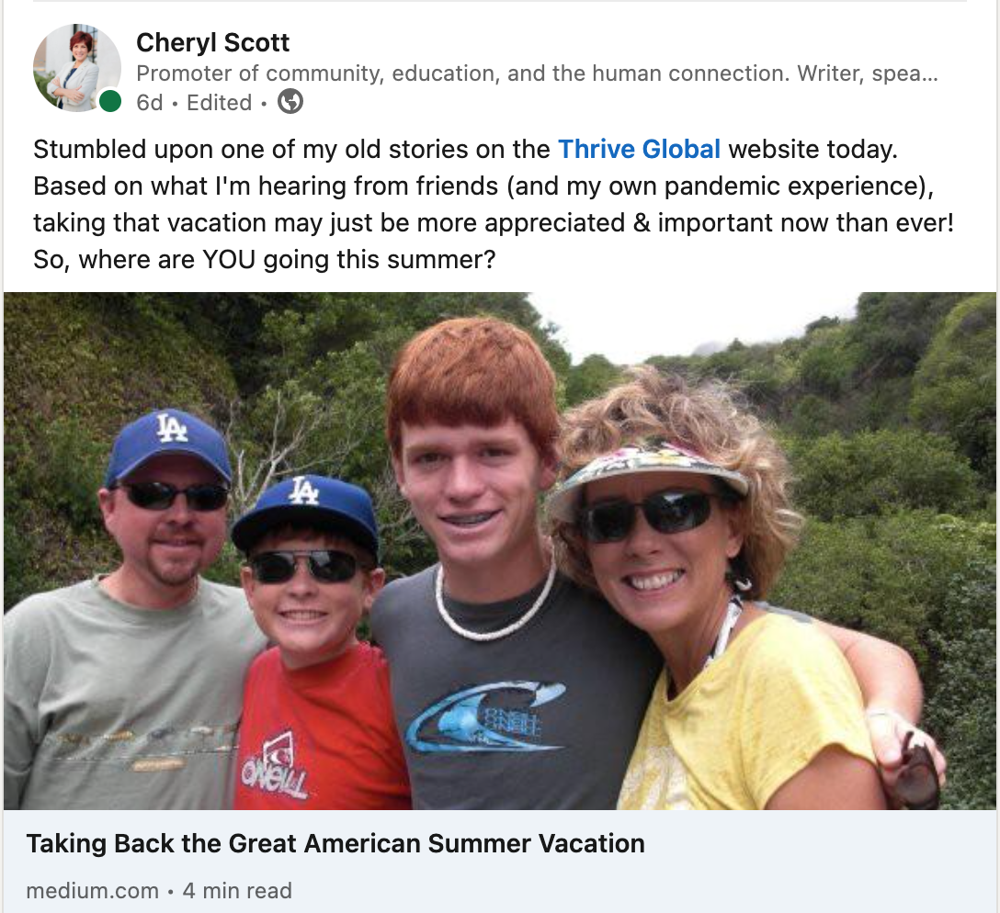 Cheryl Scott
Promoter of community, education, and the human connection. Writer, spea...
6d • Edited •
Stumbled upon one of my old stories on the Thrive Global website today.
Based on what I'm hearing from friends (and my own pandemic experience),
taking that vacation may just be more appreciated & important now than ever!
So, where are YOU going this summer?
LA
LA
O'NEILL
Taking Back the Great American Summer Vacation
medium.com • 4 min read